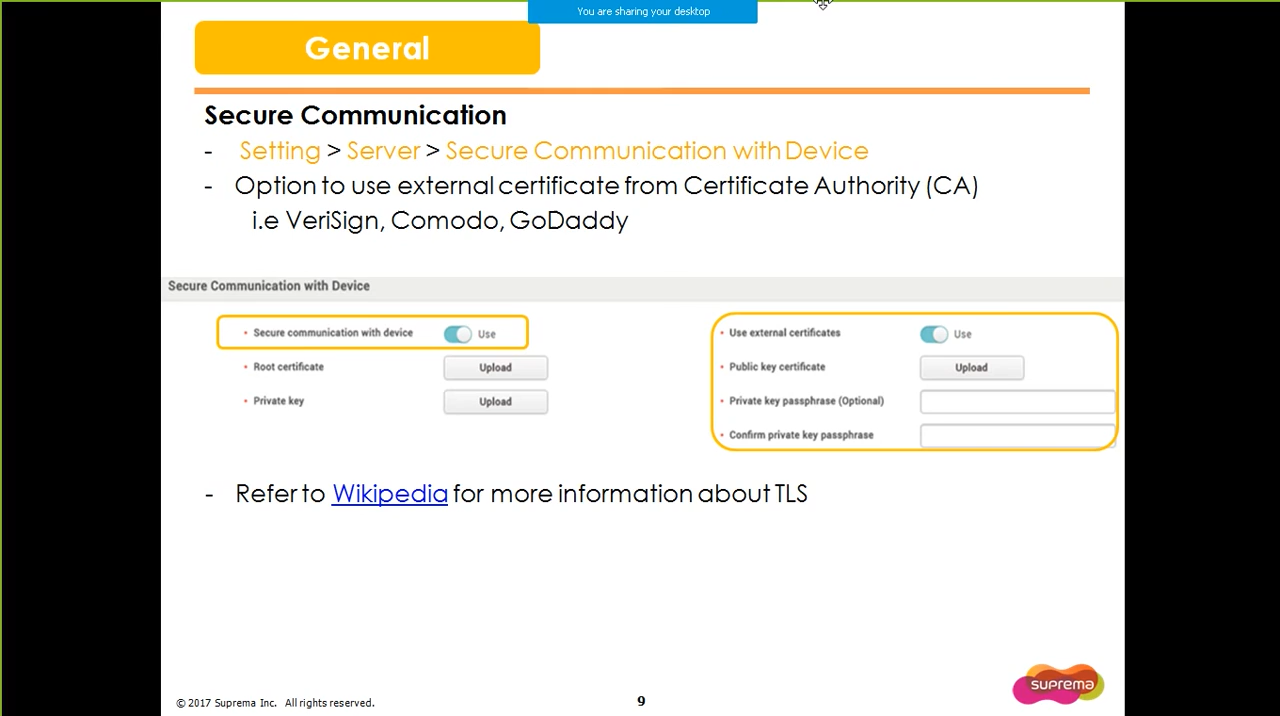 You are sharing your desktop
General
Secure Communication
- Setting > Server > Secure Communication with Device
- Option to use external certificate from Certificate Authority (CA)
i.e VeriSign, Comodo, GoDaddy
Secure Communication with Device
• Secure communication with device Use
• Use external certificates Use
• Root certificate Upload
• Public key certificate Upload
• Private key Upload
• Private key passphrase (Optional)
• Confirm private key passphrase
- Refer to Wikipedia for more information about TLS
© 2017 Suprema Inc. All rights reserved.
9
suprema